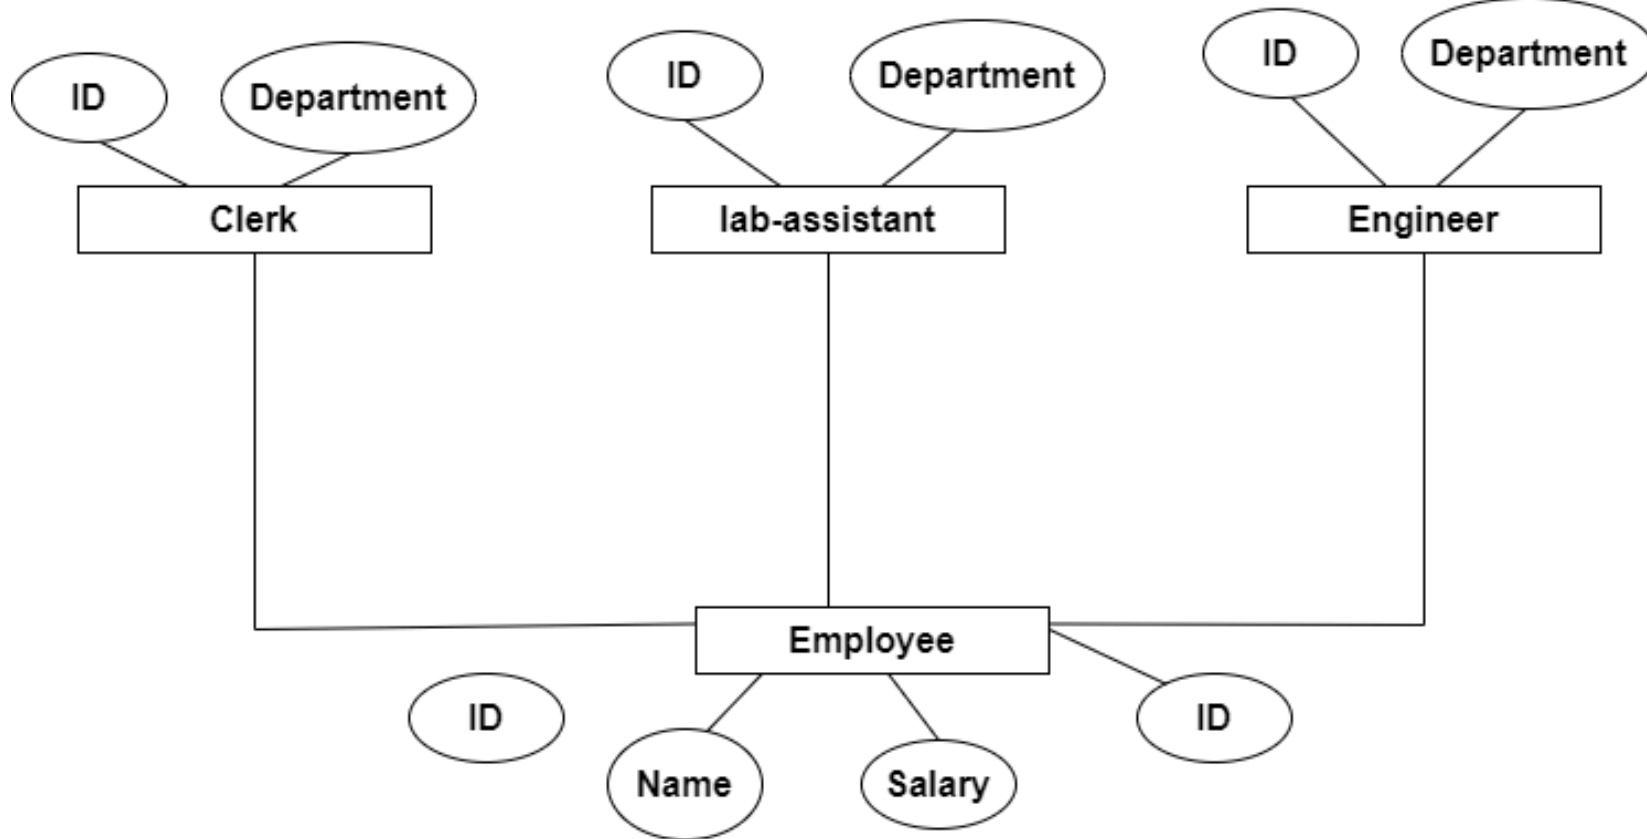 ID
Department
ID
Department
ID
Department
Clerk
lab-assistant
Engineer
Employee
ID
Name
Salary
ID